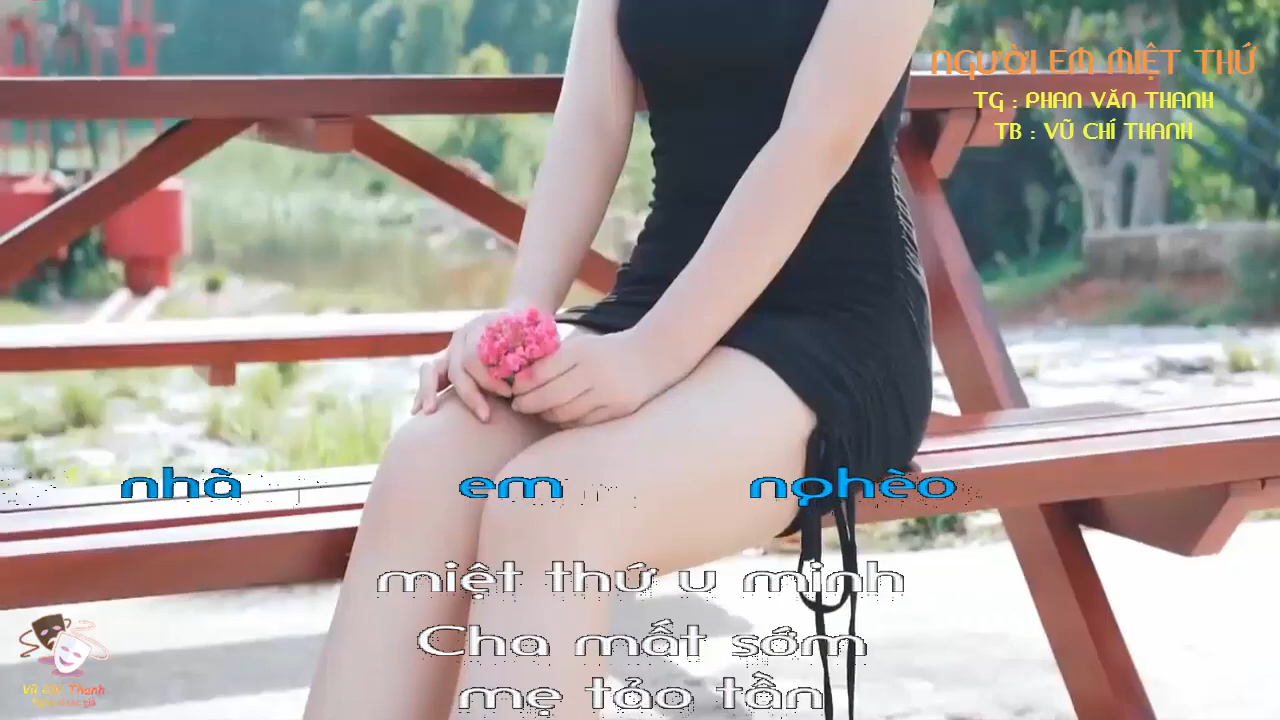 NGƯỜI EM MIỆT THỨ
TG : PHAN VĂN THANH
TB : VŨ CHÍ THANH
nhà em nghèo
miệt thứ u minh
Cha mất sớm
mẹ tảo tần
Vũ Chí Thanh